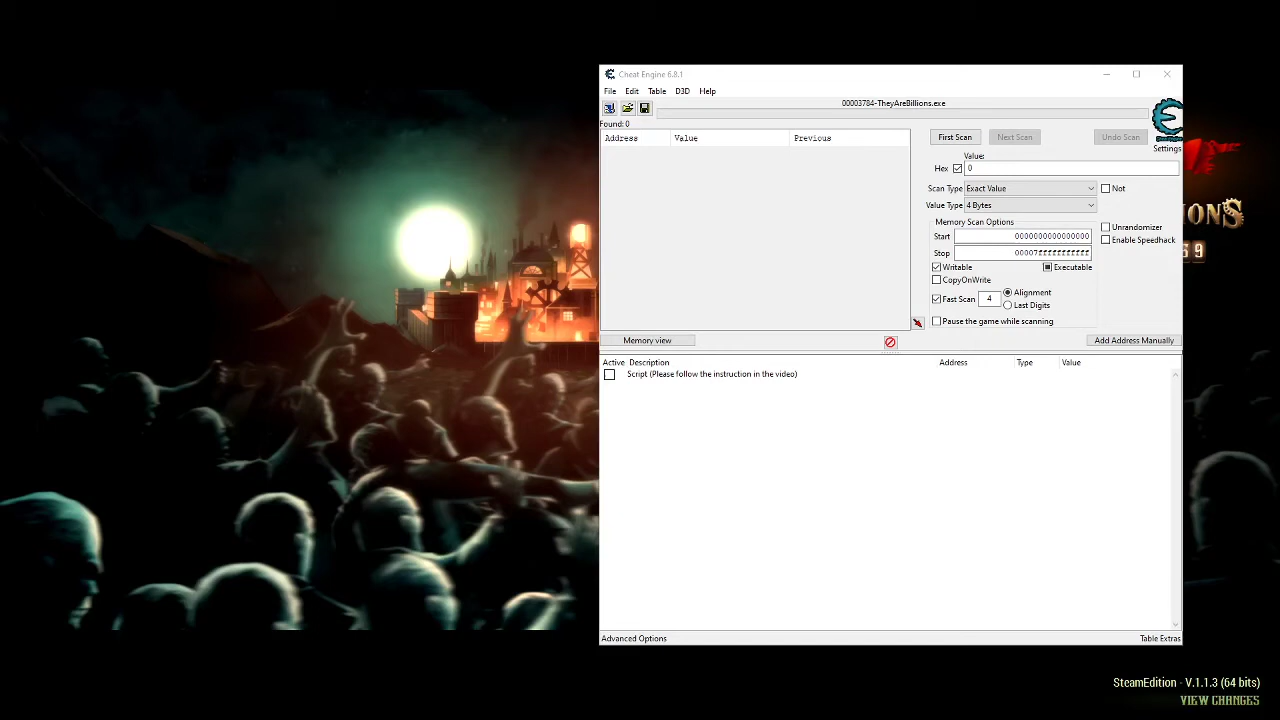 Cheat Engine 6.8.1
File Edit Table D3D Help
00003784-TheyAreBillions.exe
Found: 0
Address Value Previous
First Scan Next Scan Undo Scan
Settings
Value:
Hex 0
Scan Type Exact Value Not
Value Type 4 Bytes
Memory Scan Options
Start 0000000000000000
Stop 00007fffffffffff
Unrandomizer
Enable Speedhack
Writable Executable
CopyOnWrite
Fast Scan 4 Alignment
Last Digits
Pause the game while scanning
Memory view Add Address Manually
Active Description Address Type Value
Script (Please follow the instruction in the video)
Advanced Options Table Extras
IONS
SteamEdition - V.1.1.3 (64 bits)
VIEW CHANGES